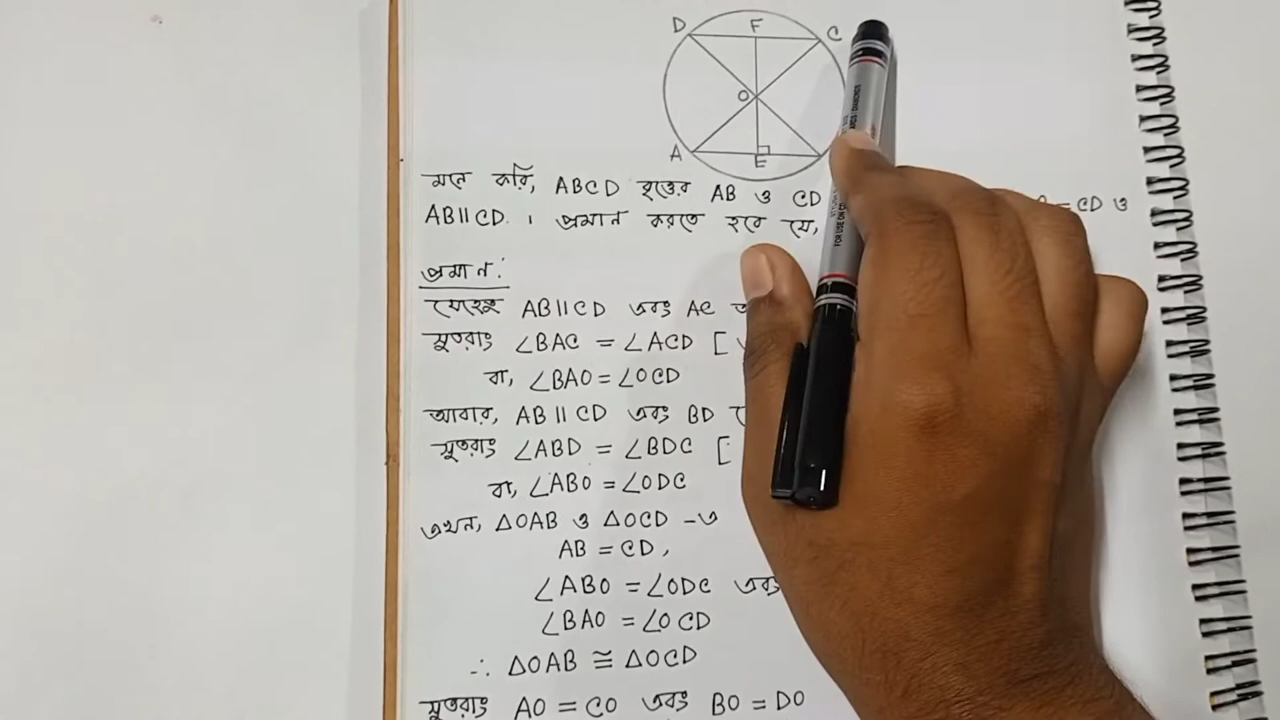 D F C
O
A E
মনে করি, ABCD বৃত্তের AB ও CD = CD ও
AB||CD. । প্রমান করতে হবে যে,
প্রমান:
যেহেতু AB||CD এবং AC
সুতরাং ∠BAC = ∠ACD [
বা, ∠BAO = ∠OCD
আবার, AB || CD এবং BD
সুতরাং ∠ABD = ∠BDC [
বা, ∠ABO = ∠ODC
এখন, △OAB ও △OCD -এ
AB = CD,
∠ABO = ∠ODC এবং
∠BAO = ∠OCD
∴ △OAB ≅ △OCD
সুতরাং AO = CO এবং BO = DO